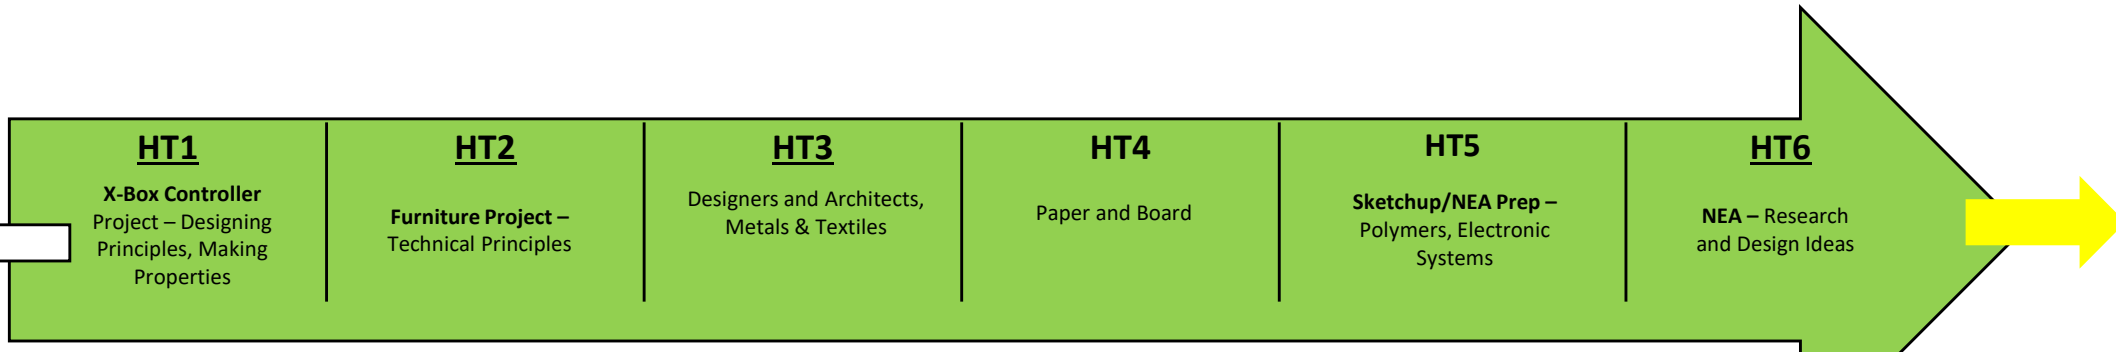 HT1
X-Box Controller
Project – Designing
Principles, Making
Properties
HT2
Furniture Project –
Technical Principles
HT3
Designers and Architects,
Metals & Textiles
HT4
Paper and Board
HT5
Sketchup/NEA Prep –
Polymers, Electronic
Systems
HT6
NEA – Research
and Design Ideas